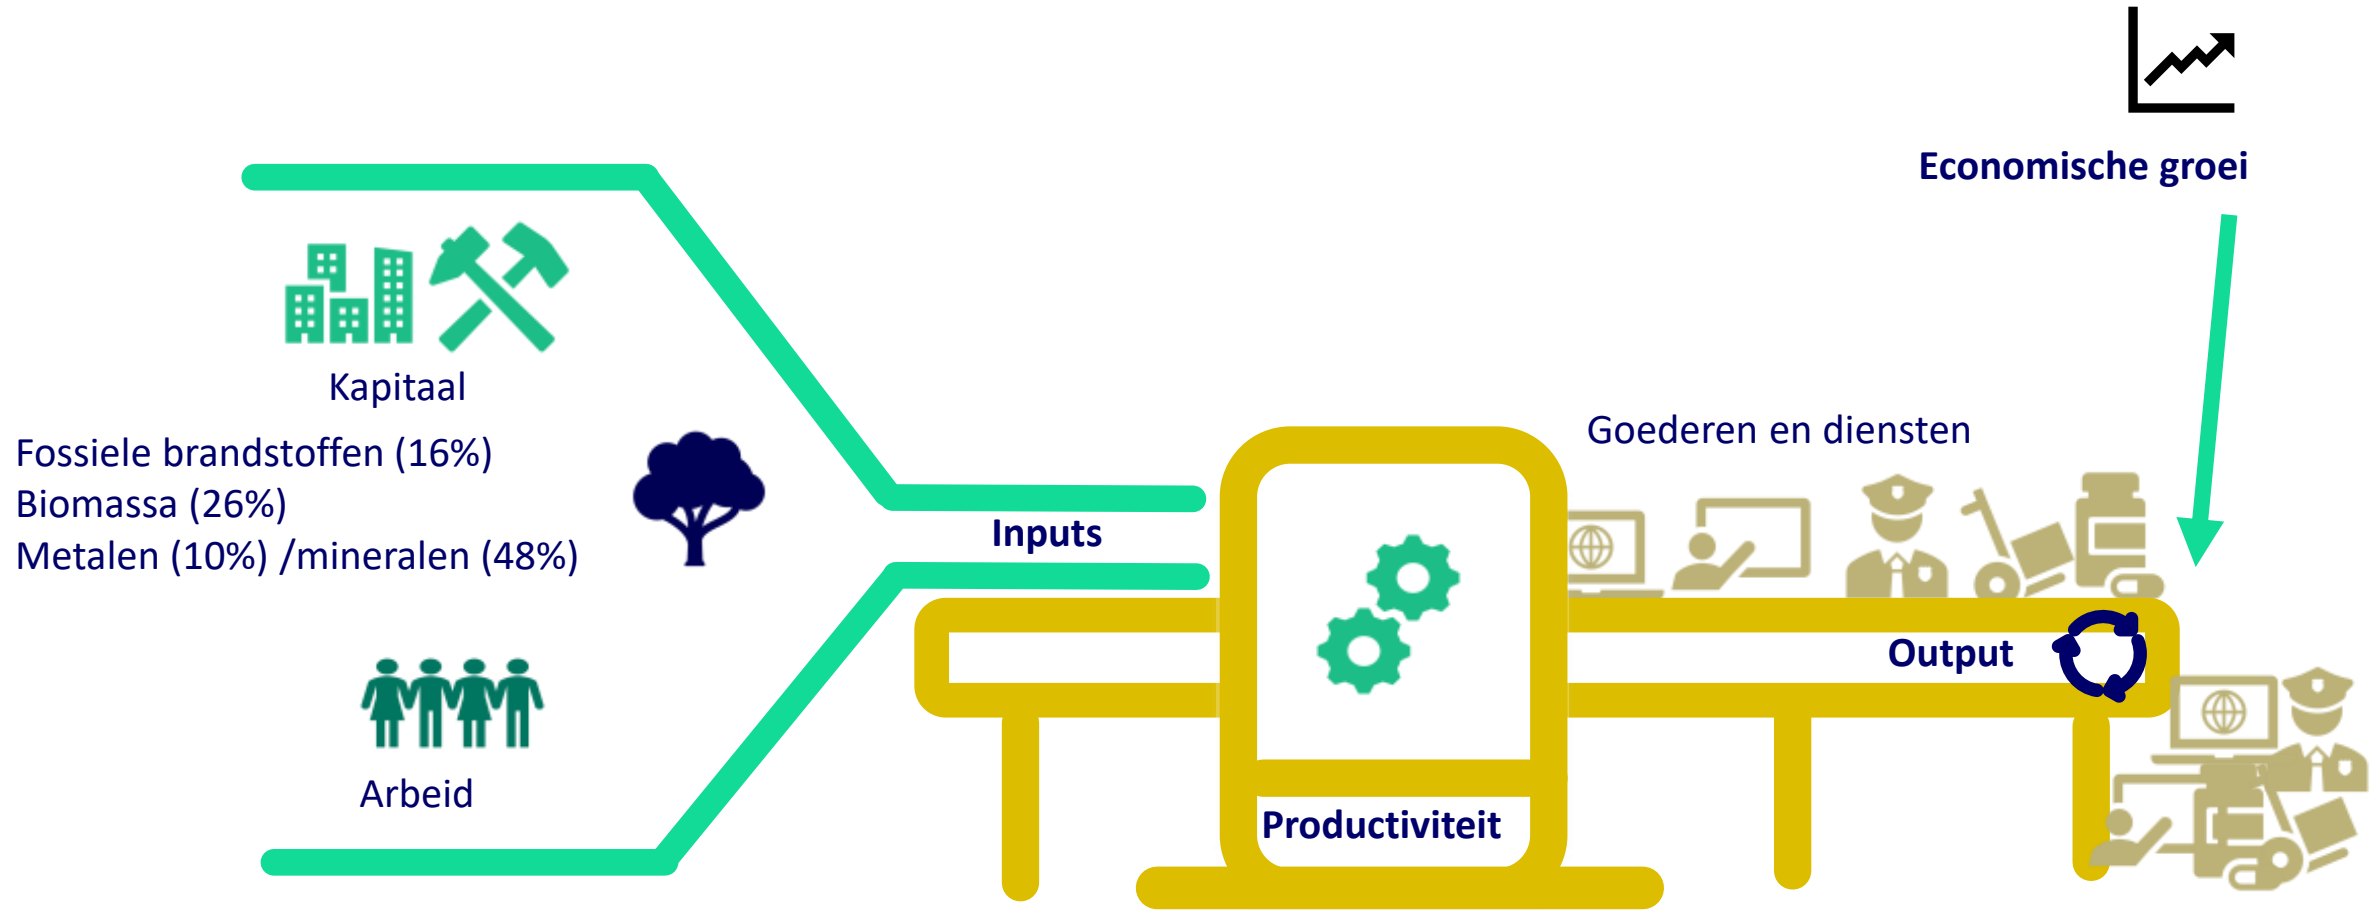 Economische groei
Kapitaal
Fossiele brandstoffen (16%)
Biomassa (26%)
Metalen (10%) /mineralen (48%)
Arbeid
Inputs
Productiviteit
Goederen en diensten
Output